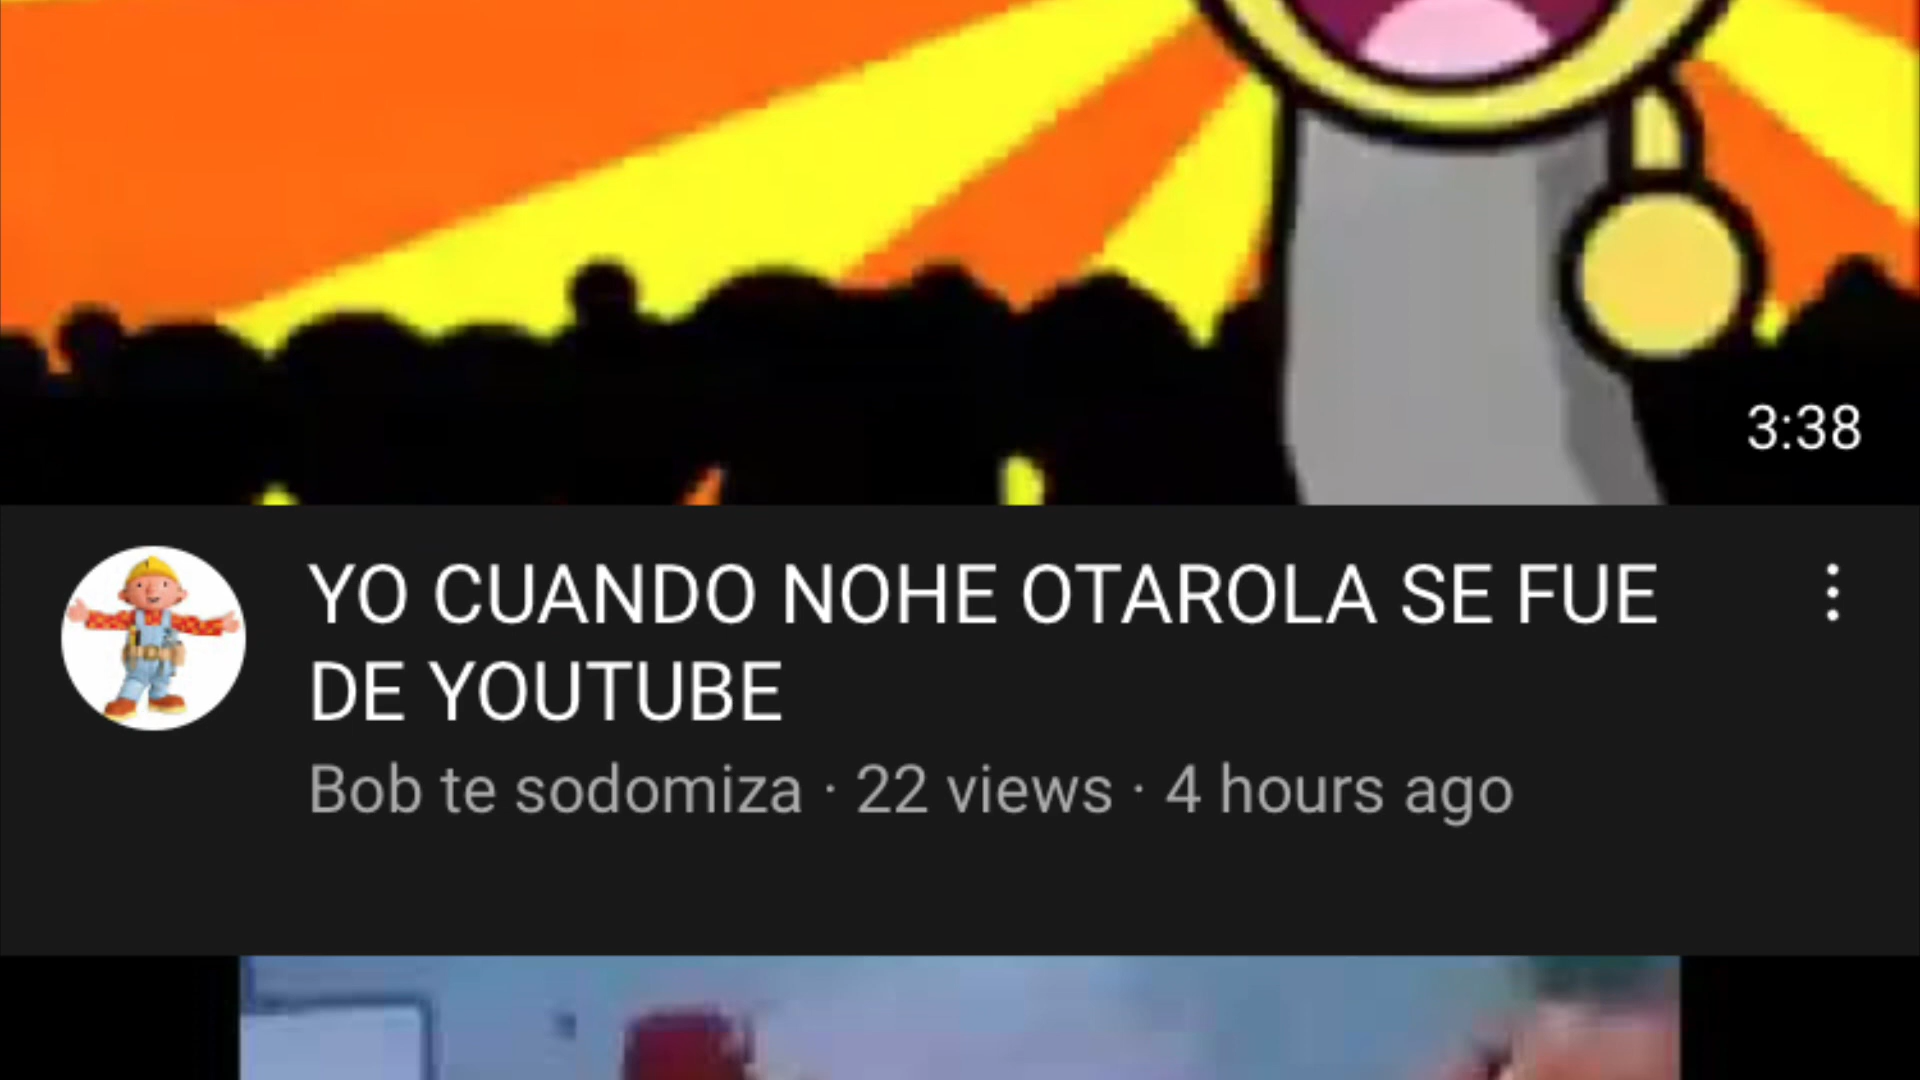 3:38
YO CUANDO NOHE OTAROLA SE FUE
DE YOUTUBE
Bob te sodomiza · 22 views · 4 hours ago